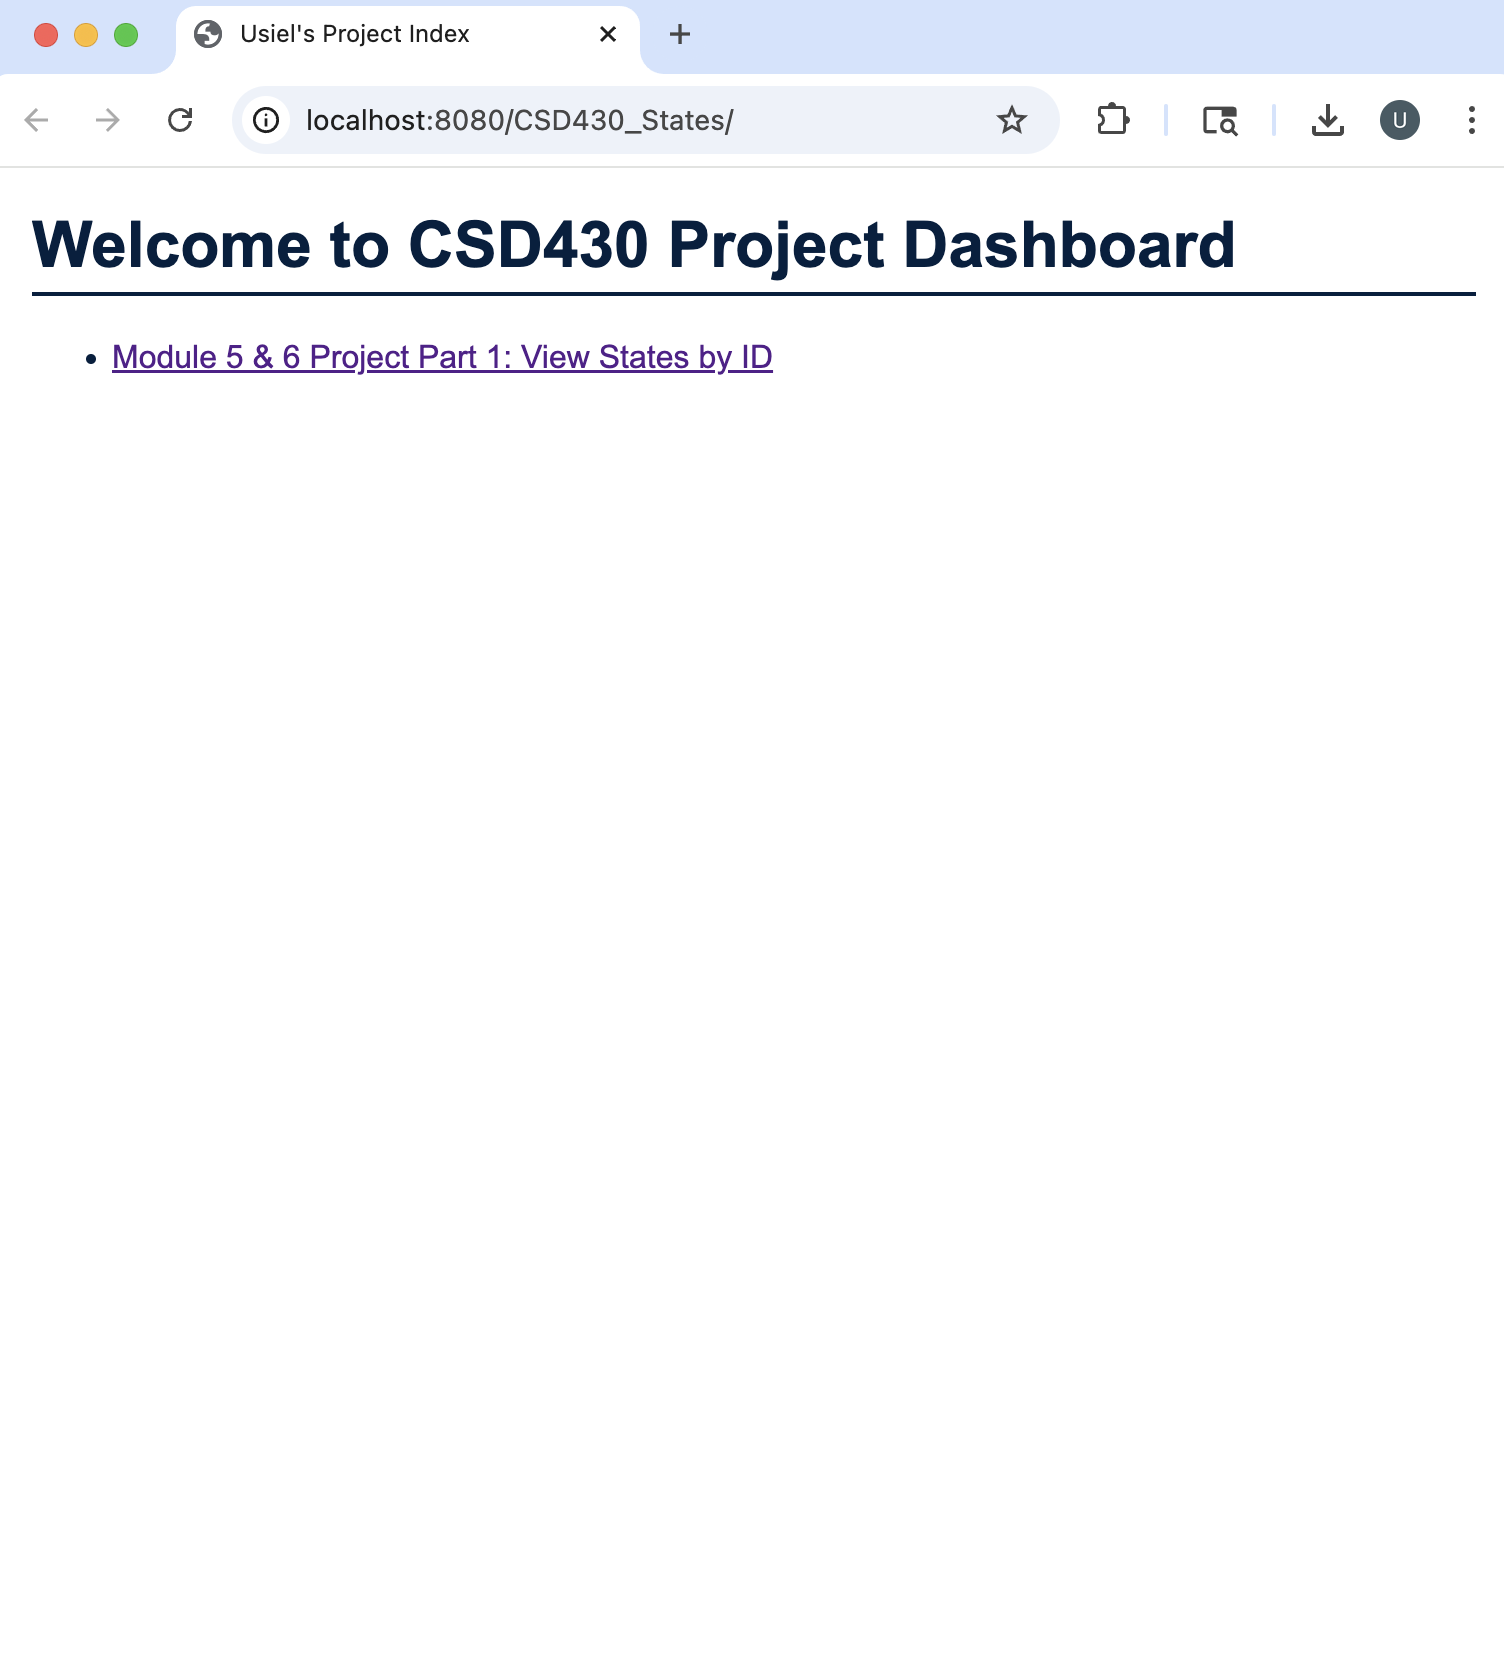 Usiel's Project Index
localhost:8080/CSD430_States/
U
Welcome to CSD430 Project Dashboard
Module 5 & 6 Project Part 1: View States by ID